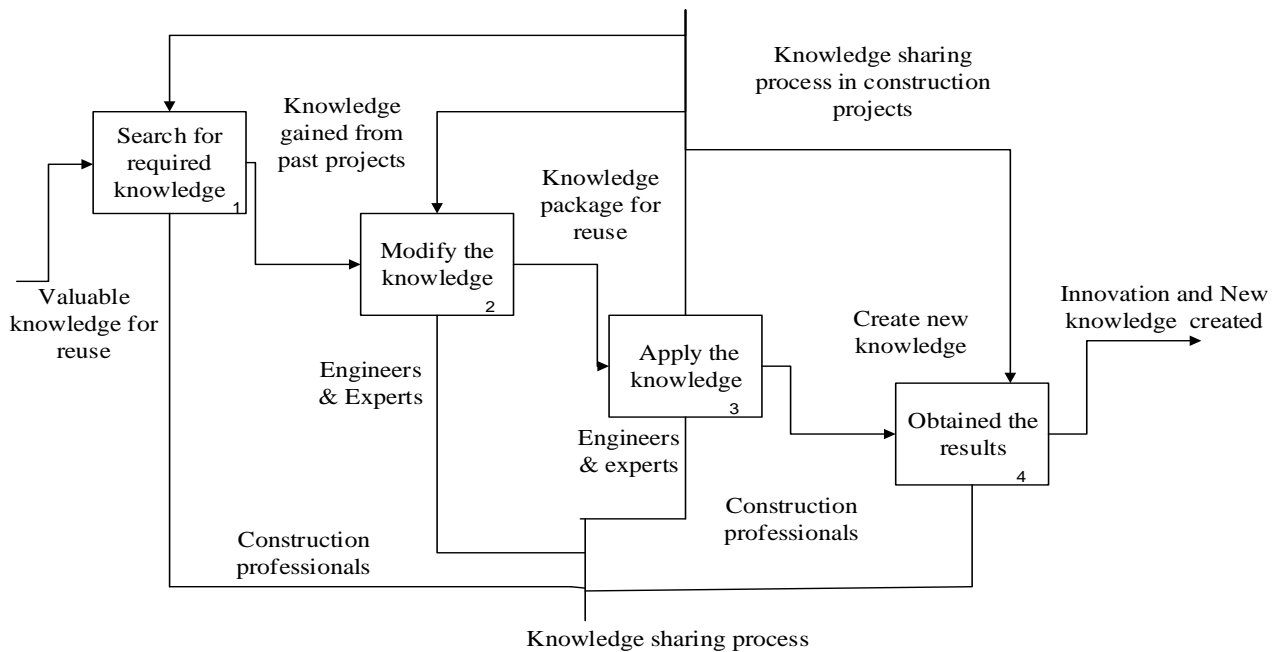 Knowledge sharing
process in construction
projects
Knowledge
gained from
past projects
Search for
required
knowledge
1
Knowledge
package for
reuse
Modify the
knowledge
2
Valuable
knowledge for
reuse
Innovation and New
knowledge created
Create new
knowledge
Apply the
knowledge
3
Engineers
& Experts
Obtained the
results
4
Engineers
& experts
Construction
professionals
Construction
professionals
Knowledge sharing process